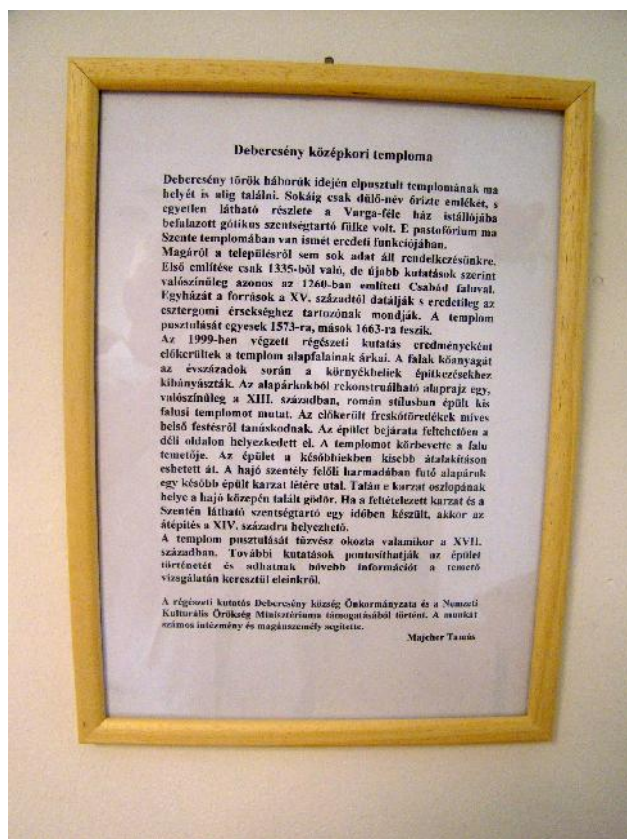 Debercsény középkori temploma
Debercsény török háborúk idején elpusztult templomának ma
helyét is alig találni. Sokáig csak dűlő-név őrizte emlékét, s
egyetlen látható részlete a Varga-féle ház istállójába
befalazott gótikus szentségtartó fülke volt. E pastofórium ma
Szente templomában van ismét eredeti funkciójában.
Magáról a településről sem sok adat áll rendelkezésünkre.
Első említése csak 1335-ből való, de újabb kutatások szerint
valószínűleg azonos az 1260-ban említett Csabád faluval.
Egyházát a források a XV. századtól datálják s eredetileg az
esztergomi érsekséghez tartozónak mondják. A templom
pusztulását egyesek 1573-ra, mások 1663-ra teszik.
Az 1999-ben végzett régészeti kutatás eredményeként
előkerültek a templom alapfalainak árkai. A falak kőanyagát
az évszázadok során a környékbeliek építkezésekhez
kibányászták. Az alapárkokból rekonstruálható alaprajz egy,
valószínűleg a XIII. században, román stílusban épült kis
falusi templomot mutat. Az előkerült freskótöredékek míves
belső festésről tanúskodnak. Az épület bejárata feltehetően a
déli oldalon helyezkedett el. A templomot körbevette a falu
temetője. Az épület a későbbiekben kisebb átalakításon
eshetett át. A hajó szentély felőli harmadában futó alapárok
egy később épült karzat létére utal. Talán e karzat oszlopának
helye a hajó közepén talált gödör. Ha a feltételezett karzat és a
Szentén látható szentségtartó egy időben készült, akkor az
átépítés a XIV. századra helyezhető.
A templom pusztulását tűzvész okozta valamikor a XVII.
században. További kutatások pontosíthatják az épület
történetét és adhatnak bővebb információt a temető
vizsgálatán keresztül eleinkről.
A régészeti kutatás Debercsény község Önkormányzata és a Nemzeti
Kulturális Örökség Minisztériuma támogatásából történt. A munkát
számos intézmény és magánszemély segítette.
Majcher Tamás